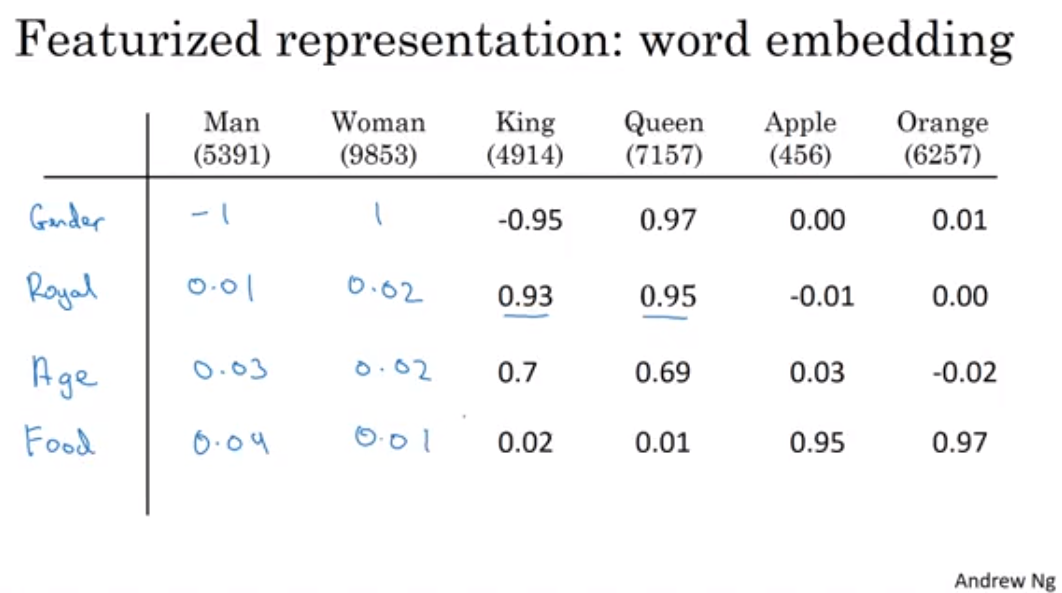 Featurized representation: word embedding
Man Woman King Queen Apple Orange
(5391) (9853) (4914) (7157) (456) (6257)
Gender -1 1 -0.95 0.97 0.00 0.01
Royal 0.01 0.02 0.93 0.95 -0.01 0.00
Age 0.03 0.02 0.7 0.69 0.03 -0.02
Food 0.04 0.01 0.02 0.01 0.95 0.97
Andrew Ng